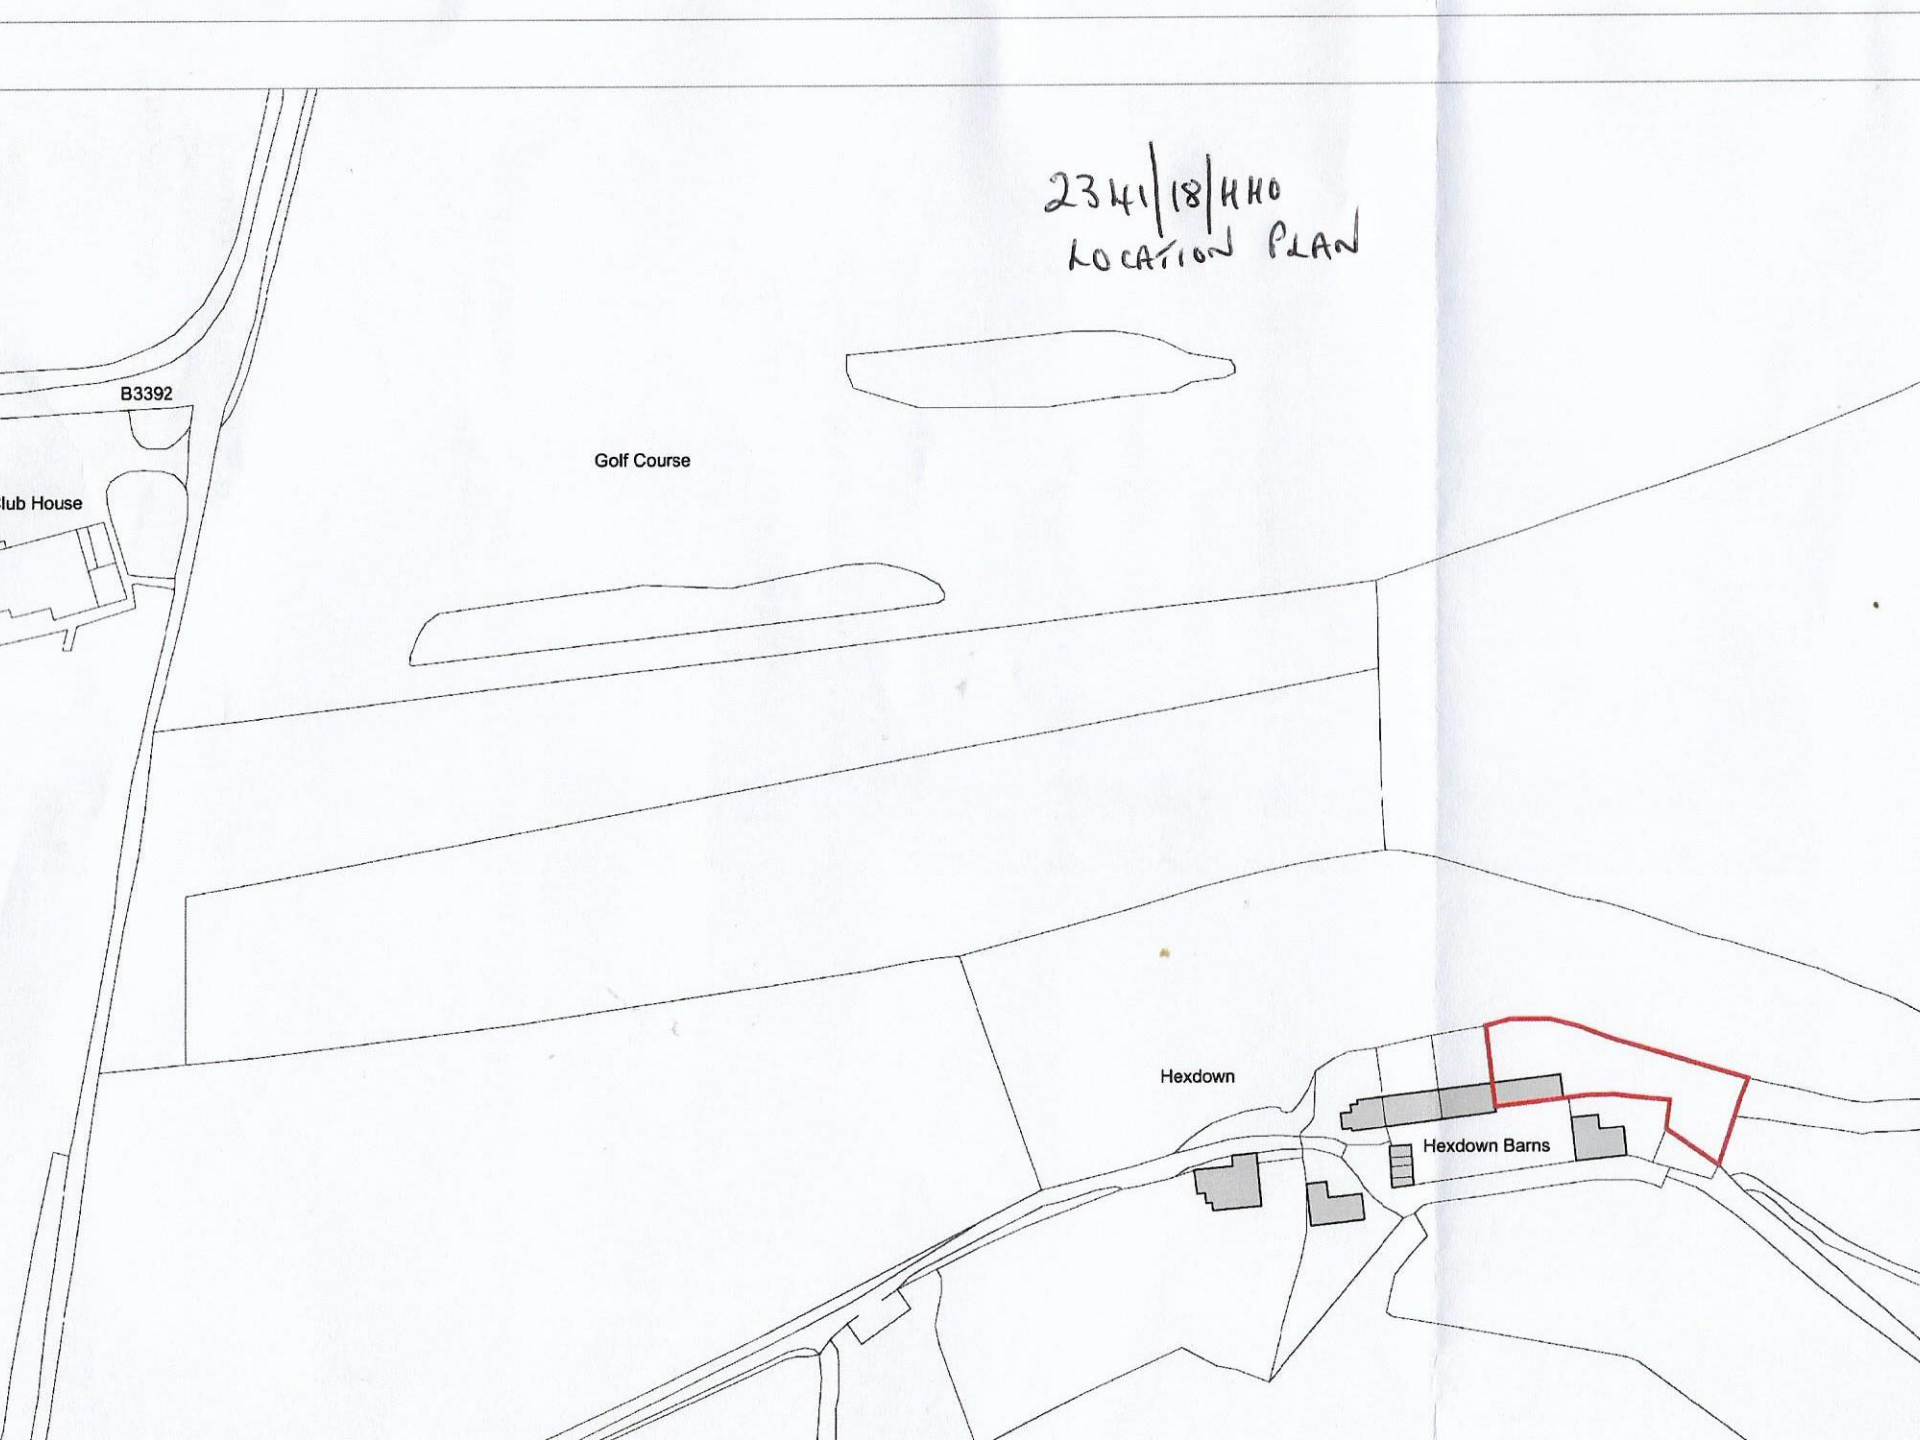 2341/18/HHO
LOCATION PLAN
B3392
Golf Course
lub House
Hexdown
Hexdown Barns